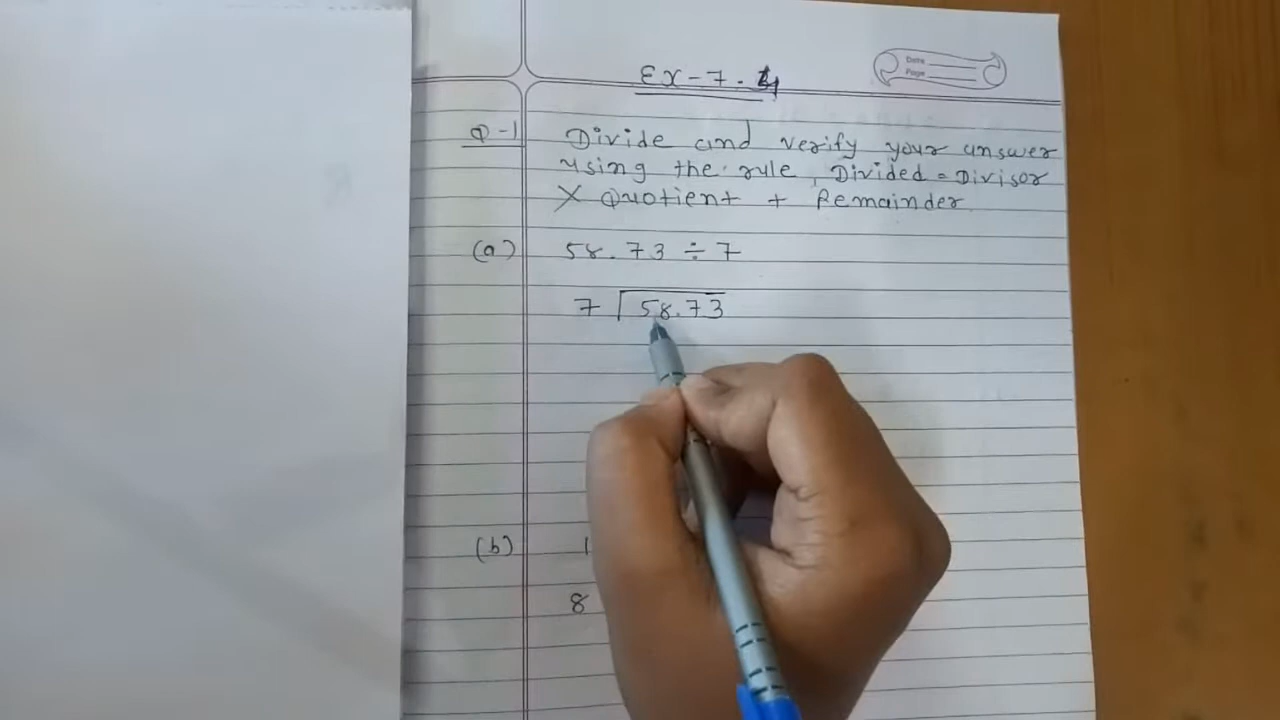 Date
Page
Ex-7.4
Q-1 Divide and verify your answer
using the rule, Divided = Divisor
X Quotient + Remainder
(a) 58.73 ÷ 7
7 58.73
(b) 1
8